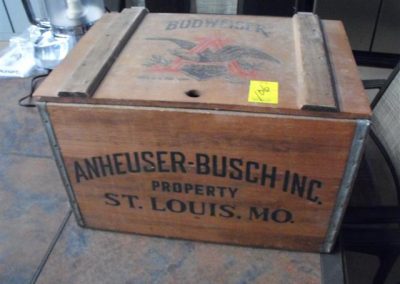 BUDWEISER
ANHEUSER-BUSCH INC.
PROPERTY
ST. LOUIS. MO.